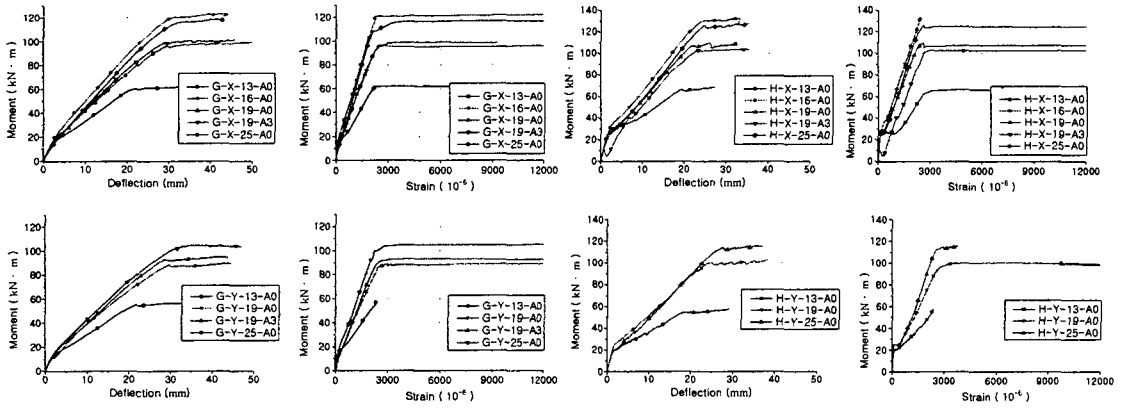 Moment ( kN · m )
120
100
80
60
40
20
0
G-X-13-A0
G-X-16-A0
G-X-19-A0
G-X-19-A3
G-X-25-A0
0 10 20 30 40 50
Deflection (mm)
Moment ( kN · m )
120
100
80
60
40
20
0
G-X-13-A0
G-X-16-A0
G-X-19-A0
G-X-19-A3
G-X-25-A0
0 3000 6000 9000 12000
Strain ( 10⁻⁶ )
Moment ( kN · m )
140
120
100
80
60
40
20
0
H-X-13-A0
H-X-16-A0
H-X-19-A0
H-X-19-A3
H-X-25-A0
0 10 20 30 40 50
Deflection (mm)
Moment ( kN · m )
140
120
100
80
60
40
20
0
H-X-13-A0
H-X-16-A0
H-X-19-A0
H-X-19-A3
H-X-25-A0
0 3000 6000 9000 12000
Strain ( 10⁻⁶ )
Moment ( kN · m )
120
100
80
60
40
20
0
G-Y-13-A0
G-Y-19-A0
G-Y-19-A3
G-Y-25-A0
0 10 20 30 40 50
Deflection (mm)
Moment ( kN · m )
120
100
80
60
40
20
0
G-Y-13-A0
G-Y-19-A0
G-Y-19-A3
G-Y-25-A0
0 3000 6000 9000 12000
Strain ( 10⁻⁶ )
Moment ( kN · m )
140
120
100
80
60
40
20
0
H-Y-13-A0
H-Y-19-A0
H-Y-25-A0
0 10 20 30 40 50
Deflection (mm)
Moment ( kN · m )
140
120
100
80
60
40
20
0
H-Y-13-A0
H-Y-19-A0
H-Y-25-A0
0 3000 6000 9000 12000
Strain ( 10⁻⁶ )